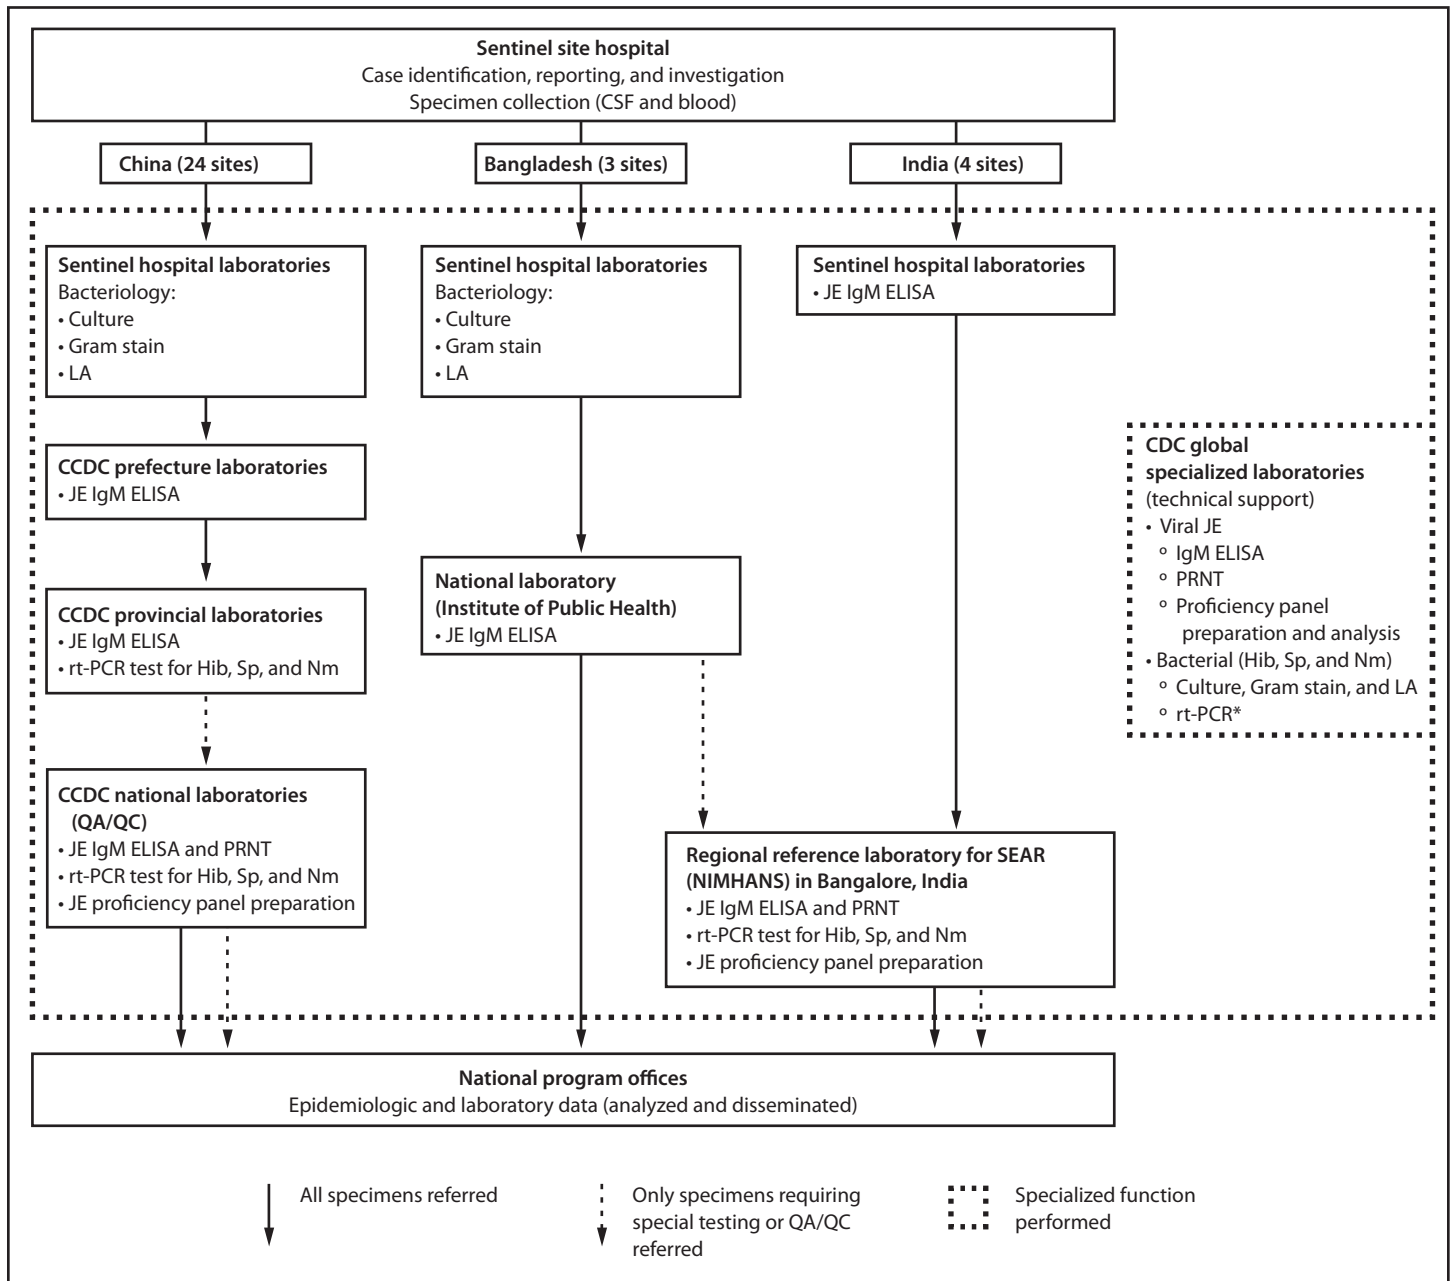 Sentinel site hospital
Case identification, reporting, and investigation
Specimen collection (CSF and blood)
China (24 sites)
Bangladesh (3 sites)
India (4 sites)
Sentinel hospital laboratories
Bacteriology:
• Culture
• Gram stain
• LA
Sentinel hospital laboratories
Bacteriology:
• Culture
• Gram stain
• LA
Sentinel hospital laboratories
• JE IgM ELISA
CCDC prefecture laboratories
• JE IgM ELISA
CCDC provincial laboratories
• JE IgM ELISA
• rt-PCR test for Hib, Sp, and Nm
CCDC national laboratories
(QA/QC)
• JE IgM ELISA and PRNT
• rt-PCR test for Hib, Sp, and Nm
• JE proficiency panel preparation
National laboratory
(Institute of Public Health)
• JE IgM ELISA
Regional reference laboratory for SEAR
(NIMHANS) in Bangalore, India
• JE IgM ELISA and PRNT
• rt-PCR test for Hib, Sp, and Nm
• JE proficiency panel preparation
CDC global
specialized laboratories
(technical support)
• Viral JE
º IgM ELISA
º PRNT
º Proficiency panel
preparation and analysis
• Bacterial (Hib, Sp, and Nm)
º Culture, Gram stain, and LA
º rt-PCR*
National program offices
Epidemiologic and laboratory data (analyzed and disseminated)
All specimens referred
Only specimens requiring
special testing or QA/QC
referred
Specialized function
performed